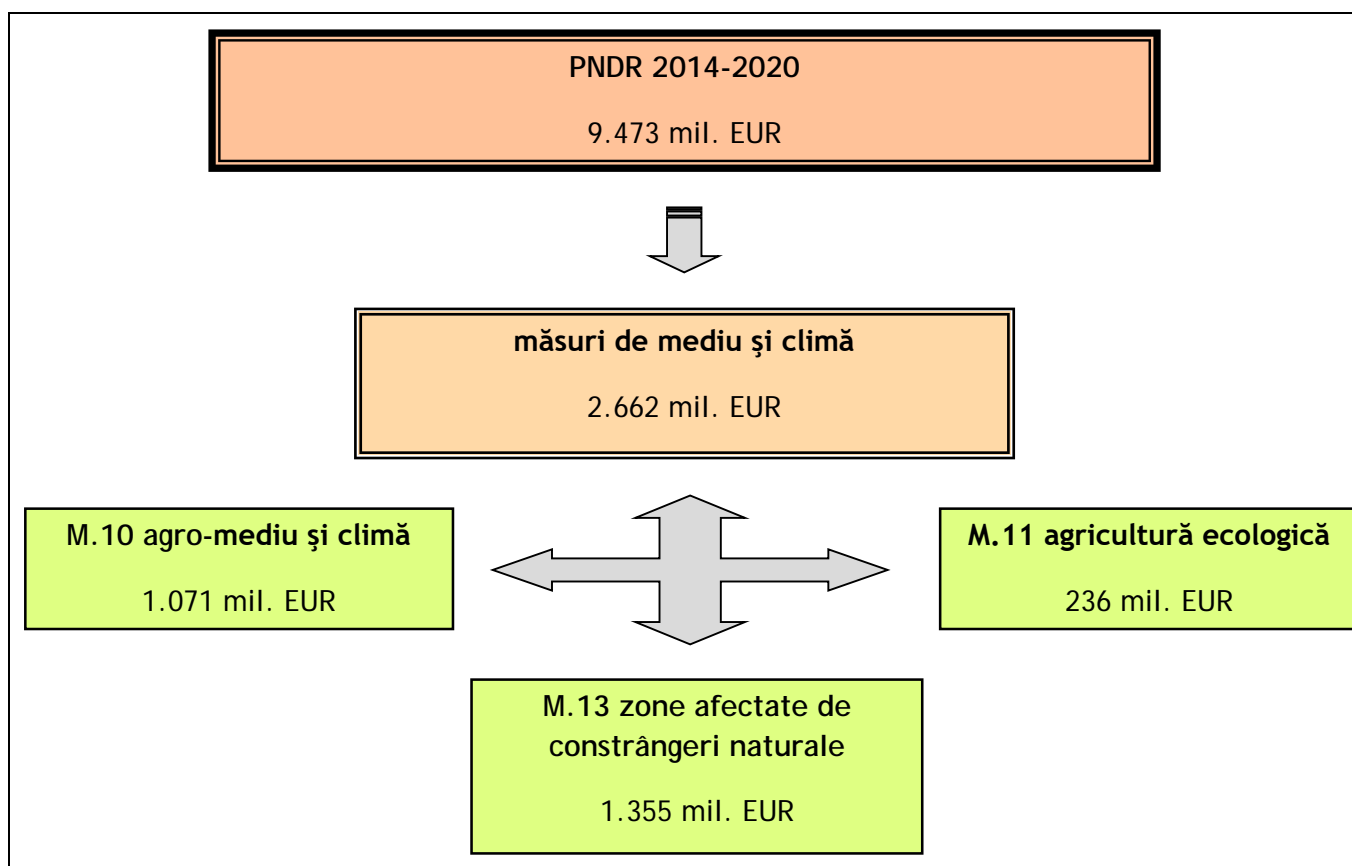 PNDR 2014-2020
9.473 mil. EUR
măsuri de mediu şi climă
2.662 mil. EUR
M.10 agro-mediu şi climă
1.071 mil. EUR
M.11 agricultură ecologică
236 mil. EUR
M.13 zone afectate de
constrângeri naturale
1.355 mil. EUR